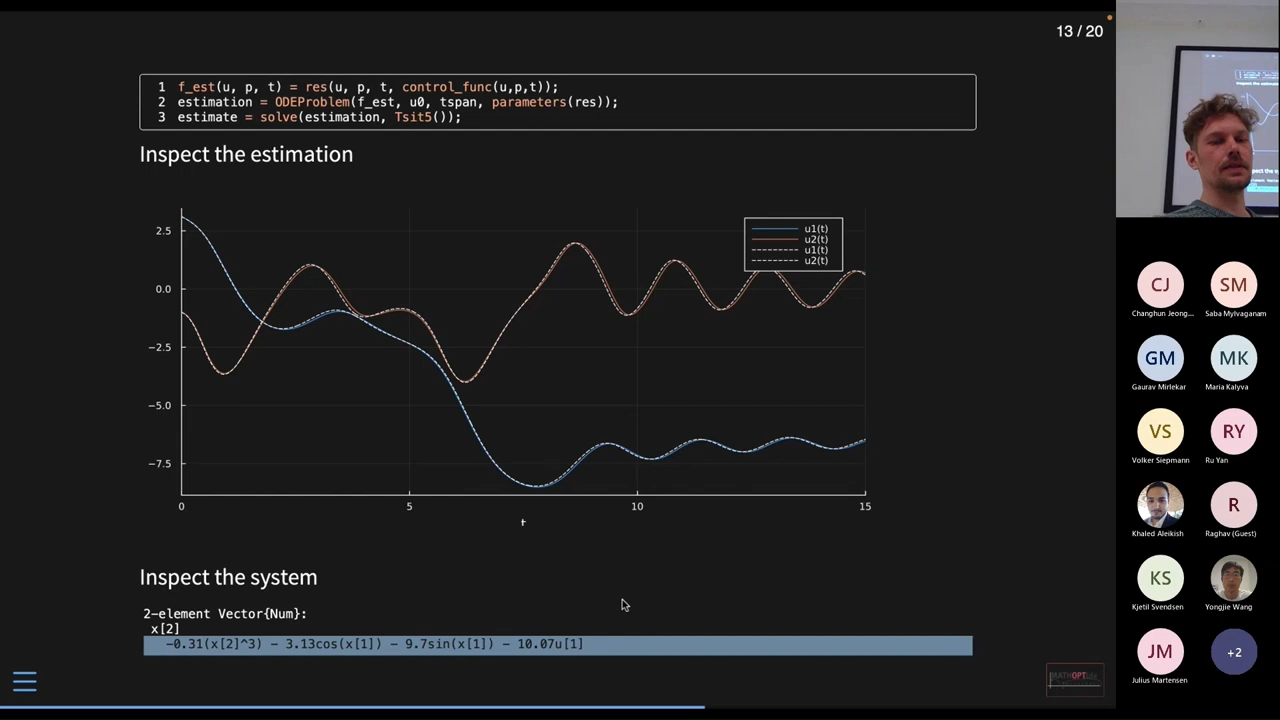 13 / 20
1 f_est(u, p, t) = res(u, p, t, control_func(u,p,t));
2 estimation = ODEProblem(f_est, u0, tspan, parameters(res));
3 estimate = solve(estimation, Tsit5());
Inspect the estimation
2.5
0.0
−2.5
−5.0
−7.5
0
5
10
15
t
u1(t)
u2(t)
u1(t)
u2(t)
Inspect the system
2-element Vector{Num}:
x[2]
-0.31(x[2]^3) − 3.13cos(x[1]) − 9.7sin(x[1]) − 10.07u[1]
MATHOPT
CJ
Changhun Jeong...
SM
Saba Mylvaganam
GM
Gaurav Mirlekar
MK
Maria Kalyva
VS
Volker Siepmann
RY
Ru Yan
Khaled Aleikish
R
Raghav (Guest)
KS
Kjetil Svendsen
Yongjie Wang
JM
Julius Martensen
+2